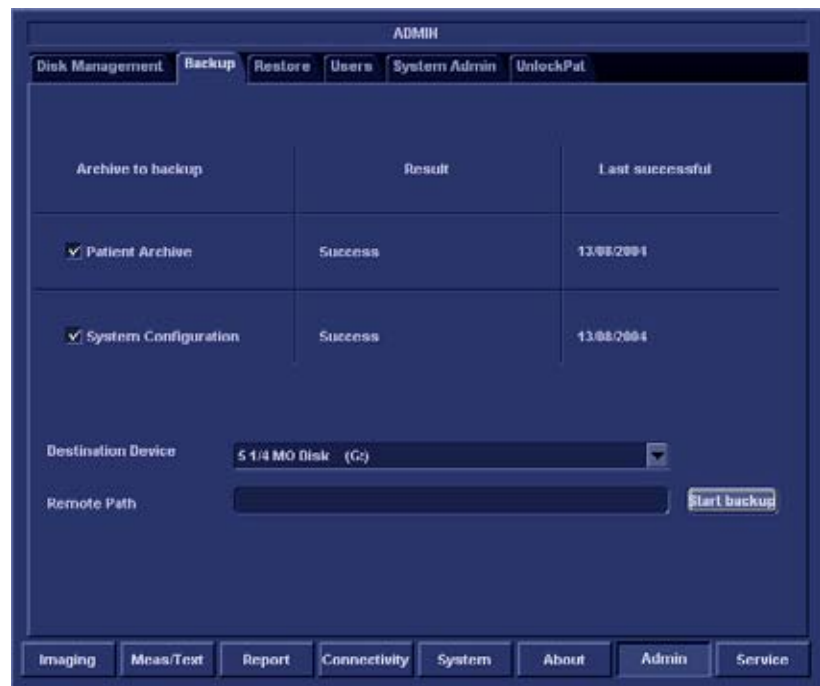 ADMIN
Disk Management Backup Restore Users System Admin UnlockPat
Archive to backup Result Last successful
Patient Archive Success 13/08/2004
System Configuration Success 13/08/2004
Destination Device 5 1/4 MO Disk (G:)
Remote Path Start backup
Imaging Meas/Text Report Connectivity System About Admin Service